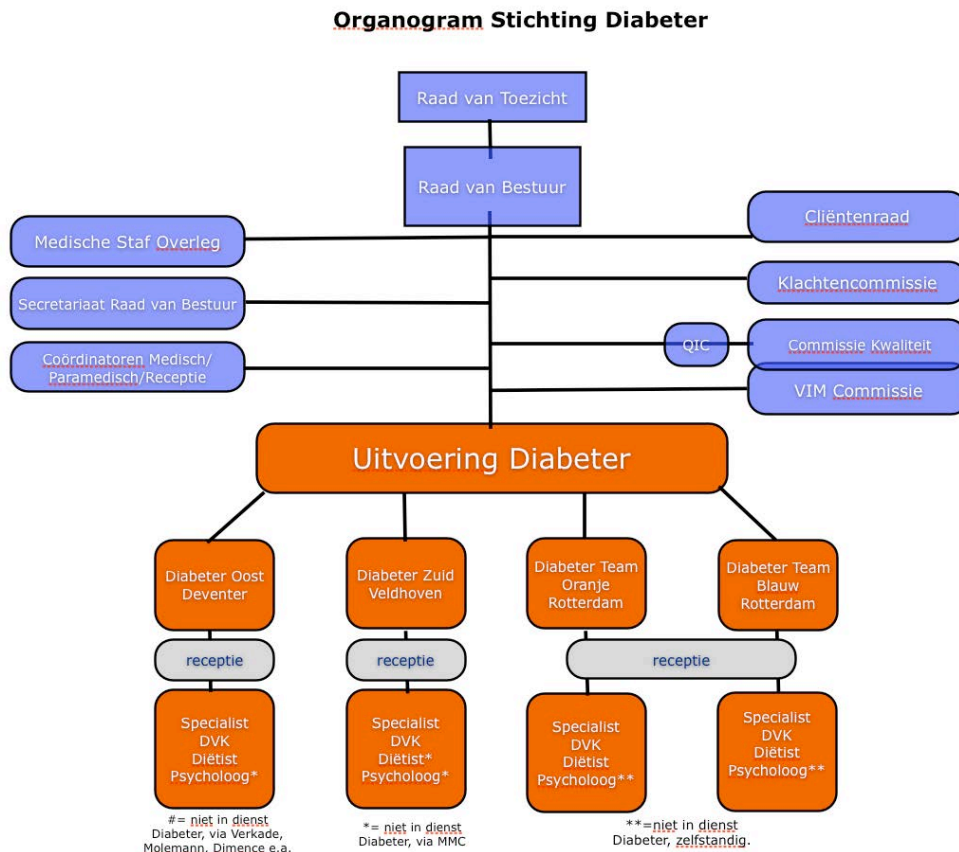 Organogram Stichting Diabeter
Raad van Toezicht
Raad van Bestuur
Medische Staf Overleg
Cliëntenraad
Secretariaat Raad van Bestuur
Klachtencommissie
Coördinatoren Medisch/
Paramedisch/Receptie
QIC
Commissie Kwaliteit
VIM Commissie
Uitvoering Diabeter
Diabeter Oost
Deventer
Diabeter Zuid
Veldhoven
Diabeter Team
Oranje
Rotterdam
Diabeter Team
Blauw
Rotterdam
receptie
receptie
receptie
Specialist
DVK
Diëtist
Psycholoog*
Specialist
DVK
Diëtist*
Psycholoog*
Specialist
DVK
Diëtist
Psycholoog**
Specialist
DVK
Diëtist
Psycholoog**
#= niet in dienst
Diabeter, via Verkade,
Molemann, Dimence e.a.
*= niet in dienst
Diabeter, via MMC
**=niet in dienst
Diabeter, zelfstandig.